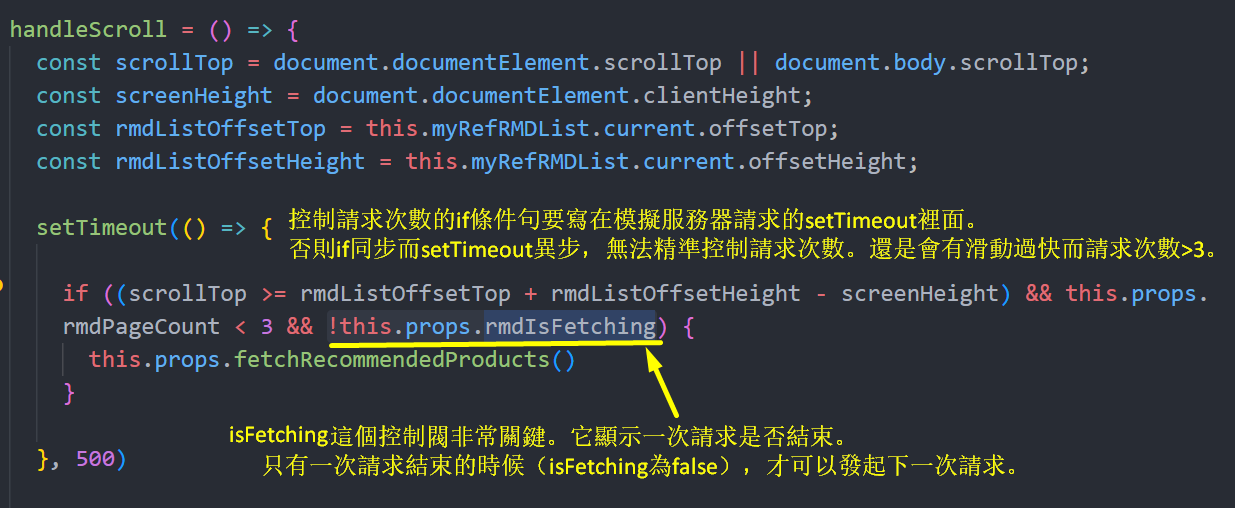 handleScroll = () => {
const scrollTop = document.documentElement.scrollTop || document.body.scrollTop;
const screenHeight = document.documentElement.clientHeight;
const rmdListOffsetTop = this.myRefRMDList.current.offsetTop;
const rmdListOffsetHeight = this.myRefRMDList.current.offsetHeight;
setTimeout(() => {
控制請求次數的if條件句要寫在模擬服務器請求的setTimeout裡面。
否則if同步而setTimeout異步，無法精準控制請求次數。還是會有滑動過快而請求次數>3。
if ((scrollTop >= rmdListOffsetTop + rmdListOffsetHeight - screenHeight) && this.props.
rmdPageCount < 3 && !this.props.rmdIsFetching) {
this.props.fetchRecommendedProducts()
}
isFetching這個控制閥非常關鍵。它顯示一次請求是否結束。
}, 500)
只有一次請求結束的時候（isFetching為false），才可以發起下一次請求。